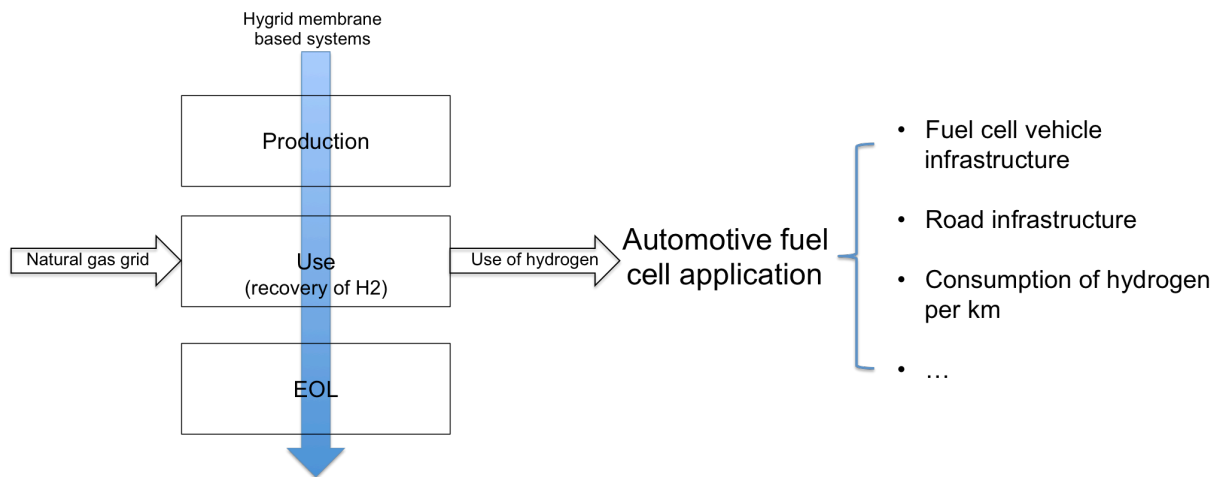 Hygrid membrane
based systems
Production
Natural gas grid
Use
(recovery of H2)
Use of hydrogen
EOL
Automotive fuel
cell application
• Fuel cell vehicle
infrastructure
• Road infrastructure
• Consumption of hydrogen
per km
• …